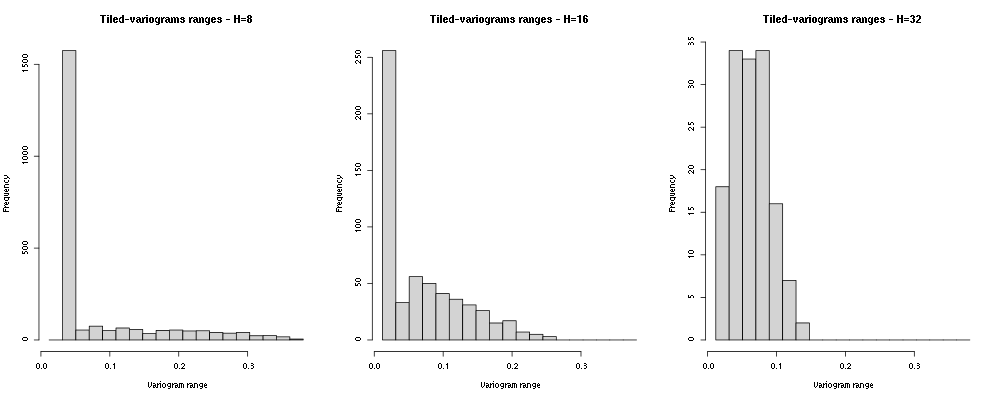 Tiled-variograms ranges - H=8
Frequency
1500
1000
500
0
0.0 0.1 0.2 0.3
Variogram range
Tiled-variograms ranges - H=16
Frequency
250
200
150
100
50
0
0.0 0.1 0.2 0.3
Variogram range
Tiled-variograms ranges - H=32
Frequency
35
30
25
20
15
10
5
0
0.0 0.1 0.2 0.3
Variogram range